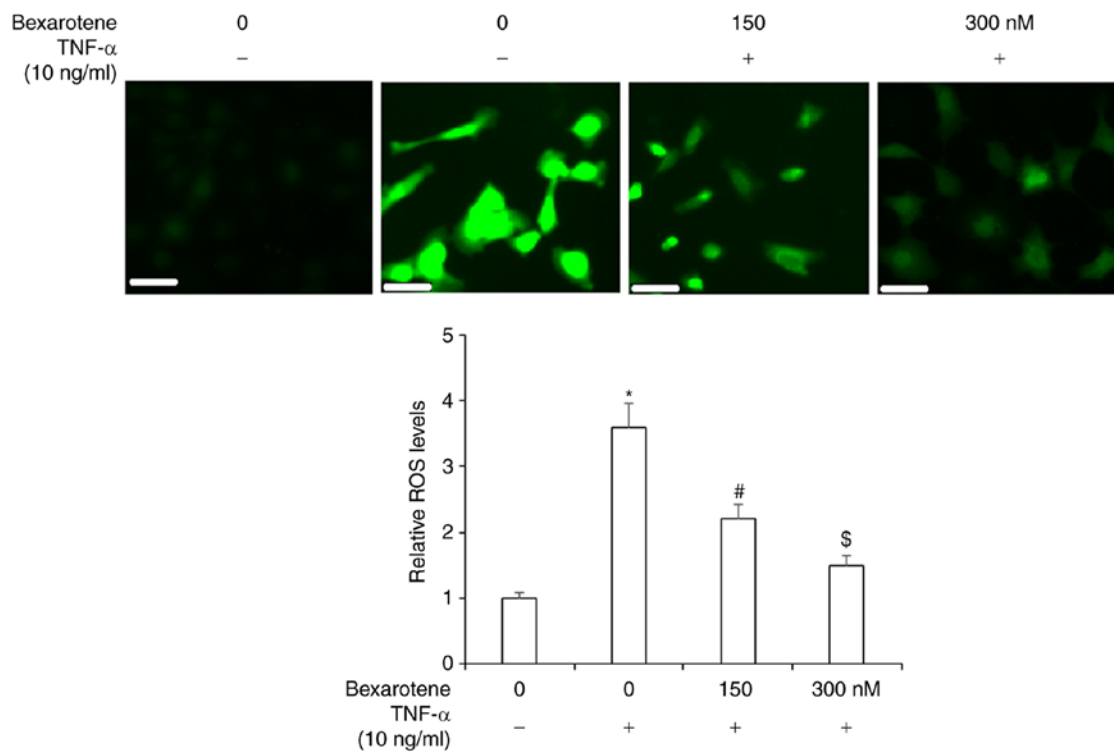 Bexarotene 0 0 150 300 nM
TNF-α
(10 ng/ml) – – + +
5
*
4
3
#
2
$
1
0
Relative ROS levels
Bexarotene 0 0 150 300 nM
TNF-α
(10 ng/ml) – + + +